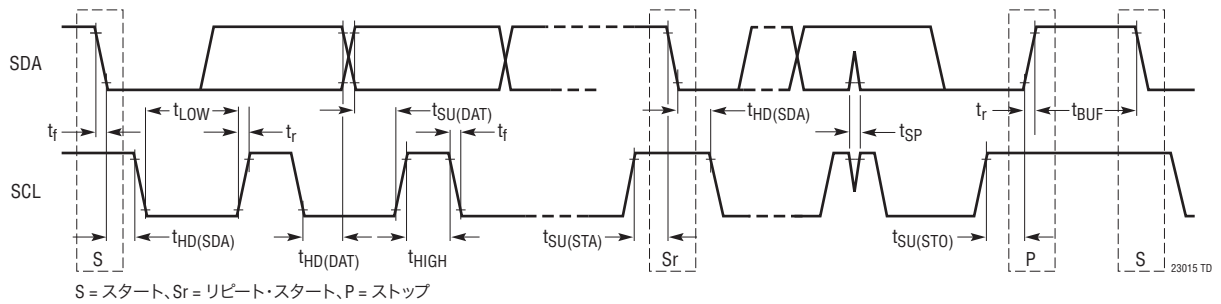 SDA
tLOW
tSU(DAT)
tHD(SDA)
tBUF
tf
tr
tf
tSP
tr
SCL
tHD(SDA)
tHD(DAT)
tHIGH
tSU(STA)
tSU(STO)
S
Sr
P
S
23015 TD
S = スタート、Sr = リピート・スタート、P = ストップ